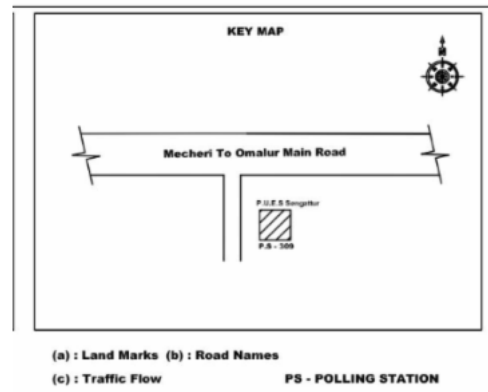 KEY MAP
N
Mecheri To Omalur Main Road
P.U.E.S Sangattur
P.S - 309
(a) : Land Marks (b) : Road Names
(c) : Traffic Flow PS - POLLING STATION